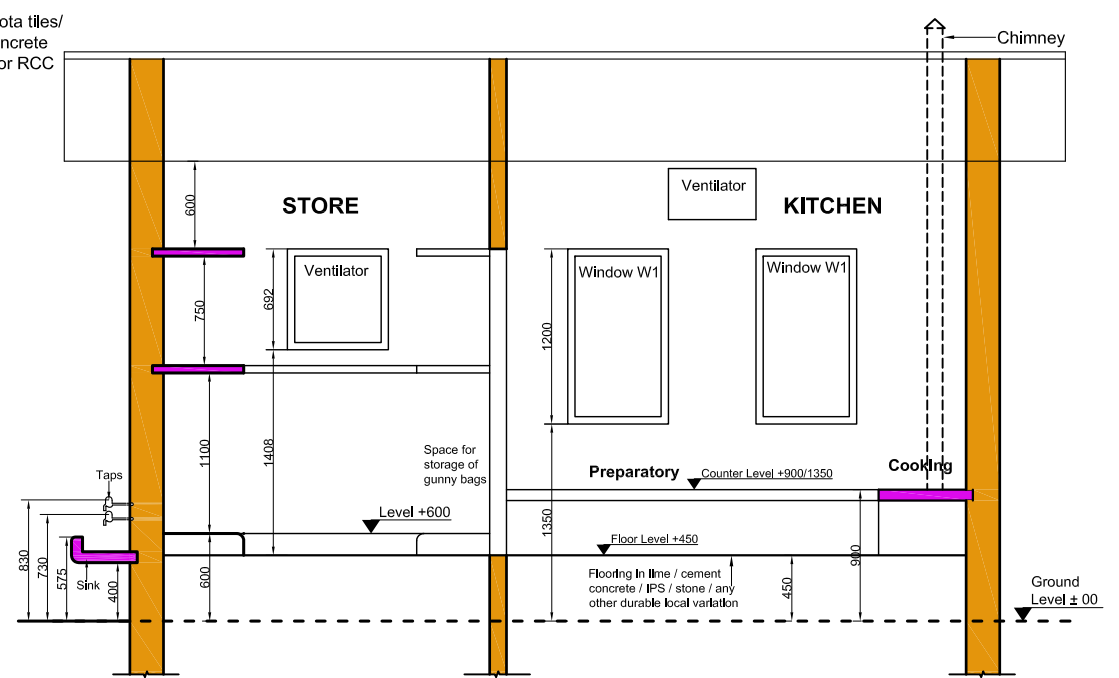 ota tiles/
ncrete
or RCC
Chimney
Ventilator
STORE
KITCHEN
600
Ventilator
Window W1
Window W1
692
750
1200
1100
1408
Space for
storage of
gunny bags
Preparatory
Counter Level +900/1350
Cooking
Taps
Level +600
1350
Floor Level +450
900
830
730
575
Sink
400
600
Flooring in lime / cement
concrete / IPS / stone / any
other durable local variation
450
Ground
Level ± 00